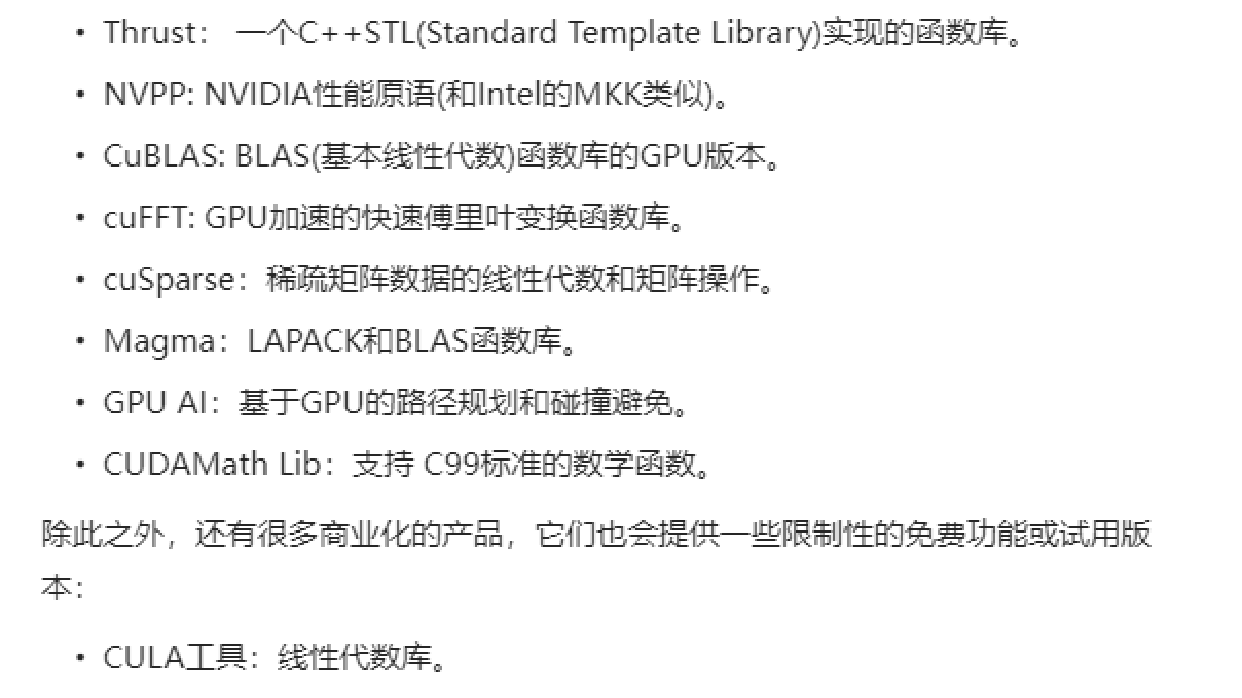 • Thrust： 一个C++STL(Standard Template Library)实现的函数库。
• NVPP: NVIDIA性能原语(和Intel的MKK类似)。
• CuBLAS: BLAS(基本线性代数)函数库的GPU版本。
• cuFFT: GPU加速的快速傅里叶变换函数库。
• cuSparse：稀疏矩阵数据的线性代数和矩阵操作。
• Magma：LAPACK和BLAS函数库。
• GPU AI：基于GPU的路径规划和碰撞避免。
• CUDAMath Lib：支持 C99标准的数学函数。
除此之外，还有很多商业化的产品，它们也会提供一些限制性的免费功能或试用版
本：
• CULA工具：线性代数库。